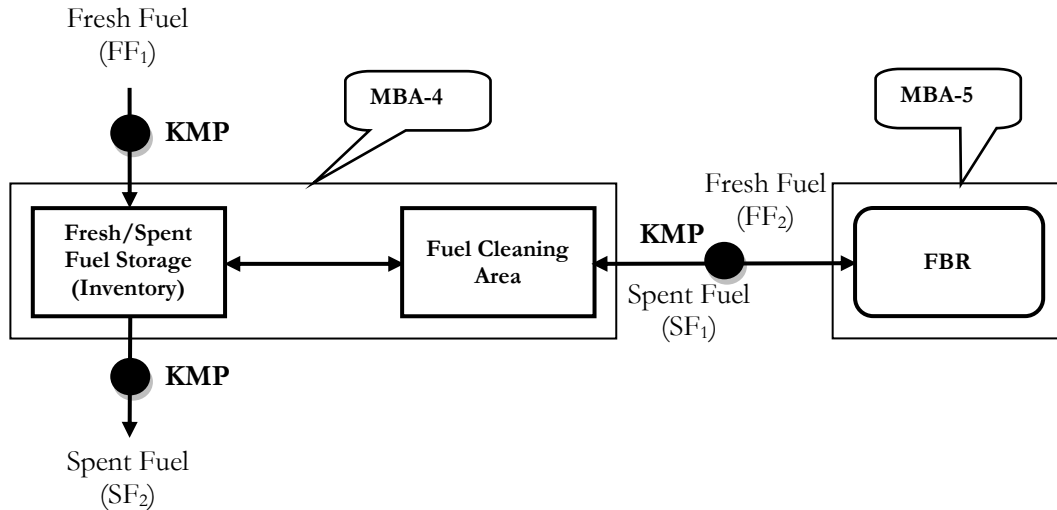 Fresh Fuel
(FF₁)
MBA-4
MBA-5
KMP
Fresh/Spent
Fuel Storage
(Inventory)
Fuel Cleaning
Area
KMP
Fresh Fuel
(FF₂)
Spent Fuel
(SF₁)
FBR
KMP
Spent Fuel
(SF₂)